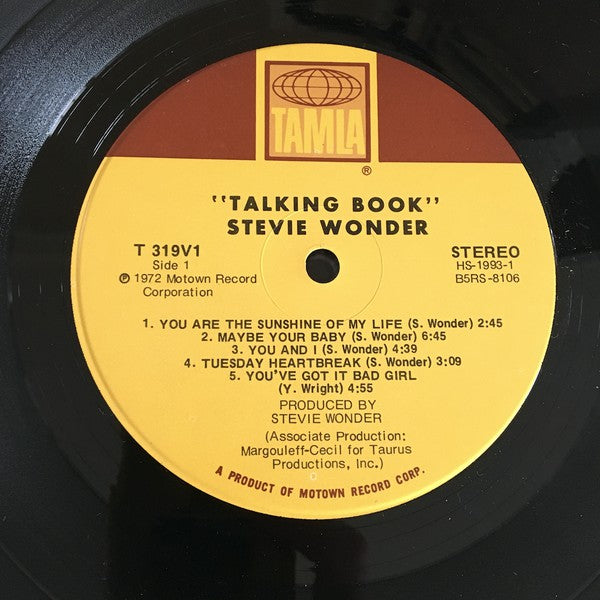 TAMLA
®
"TALKING BOOK"
STEVIE WONDER
T 319V1
Side 1
℗ 1972 Motown Record
Corporation
STEREO
HS-1993-1
B5RS-8106
1. YOU ARE THE SUNSHINE OF MY LIFE (S. Wonder) 2:45
2. MAYBE YOUR BABY (S. Wonder) 6:45
3. YOU AND I (S. Wonder) 4:39
4. TUESDAY HEARTBREAK (S. Wonder) 3:09
5. YOU'VE GOT IT BAD GIRL
(Y. Wright) 4:55
PRODUCED BY
STEVIE WONDER
(Associate Production:
Margouleff-Cecil for Taurus
Productions, Inc.)
A PRODUCT OF MOTOWN RECORD CORP.